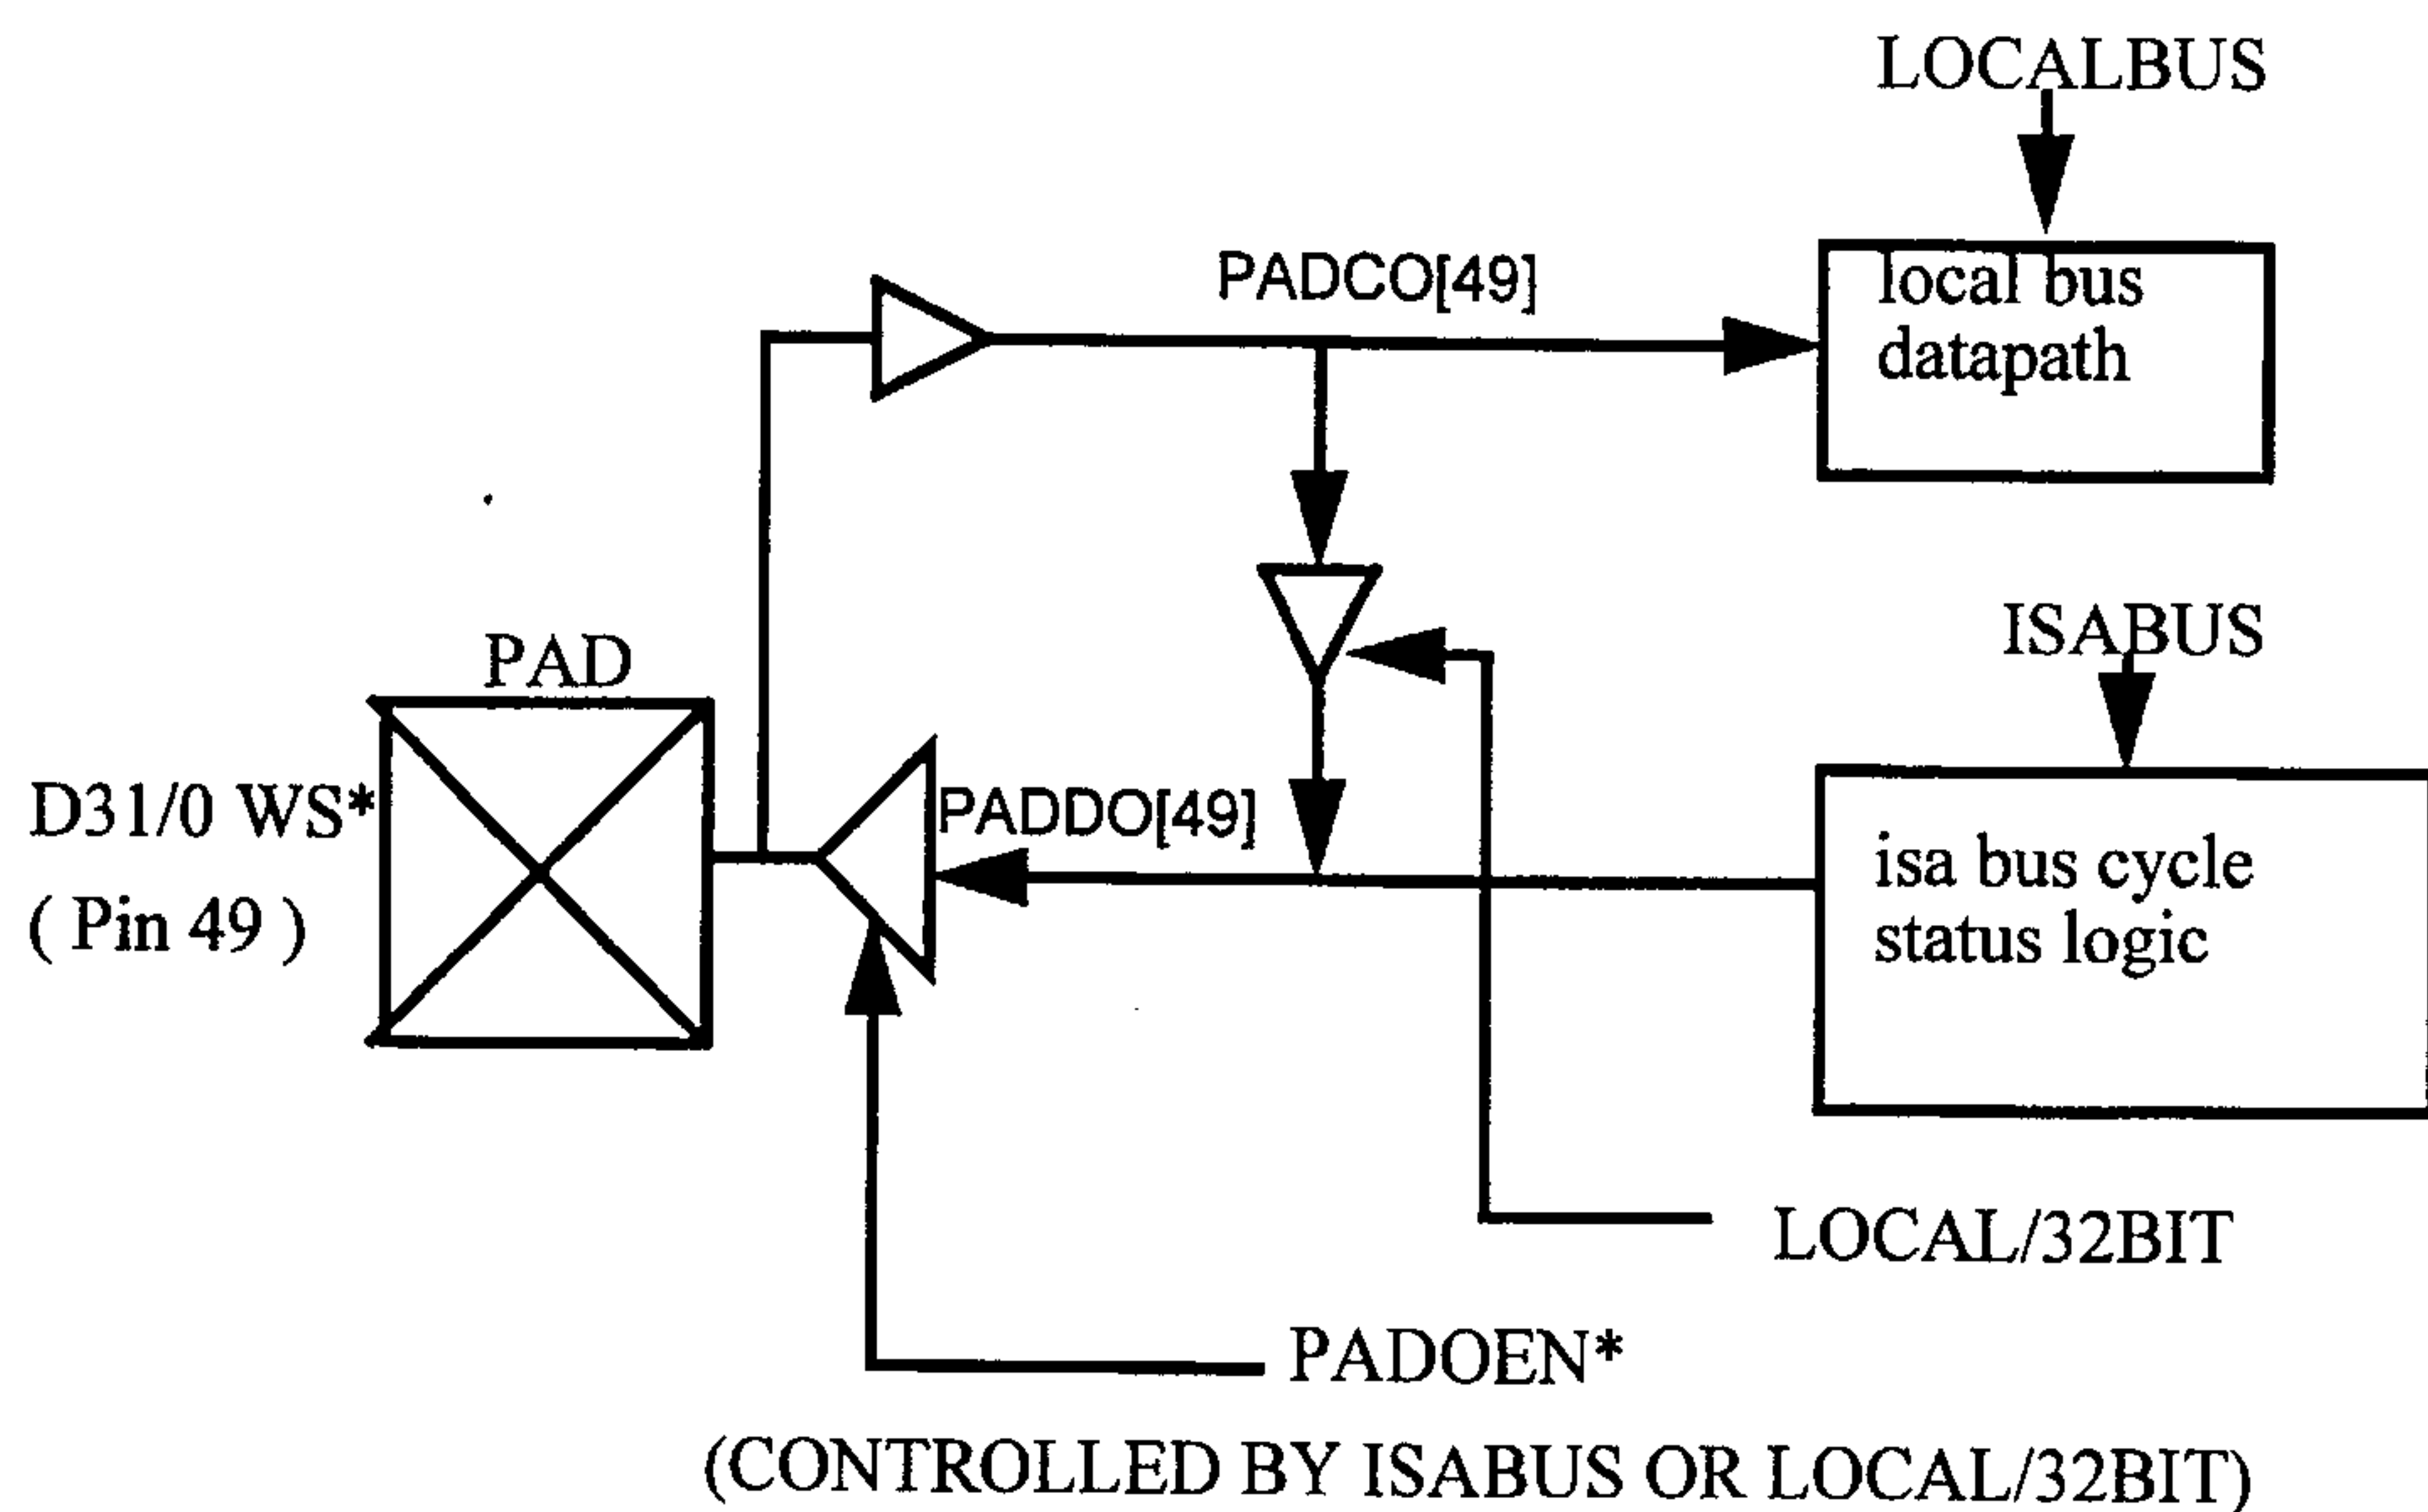 LOCALBUS
PADCO[49]
local bus
datapath
ISABUS
PAD
D31/0 WS*
PADDO[49]
isa bus cycle
status logic
( Pin 49 )
LOCAL/32BIT
PADOEN*
(CONTROLLED BY ISABUS OR LOCAL/32BIT)